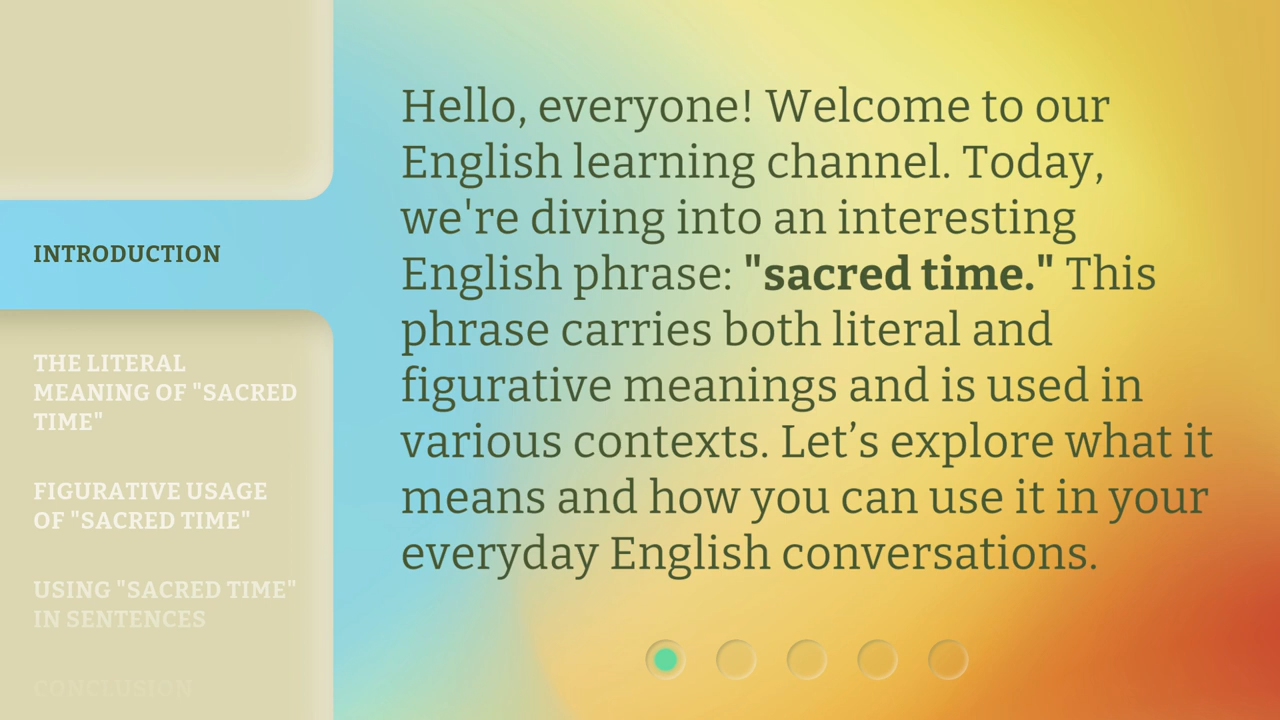 INTRODUCTION
THE LITERAL
MEANING OF "SACRED
TIME"
FIGURATIVE USAGE
OF "SACRED TIME"
USING "SACRED TIME"
IN SENTENCES
CONCLUSION
Hello, everyone! Welcome to our
English learning channel. Today,
we're diving into an interesting
English phrase: "sacred time." This
phrase carries both literal and
figurative meanings and is used in
various contexts. Let’s explore what it
means and how you can use it in your
everyday English conversations.